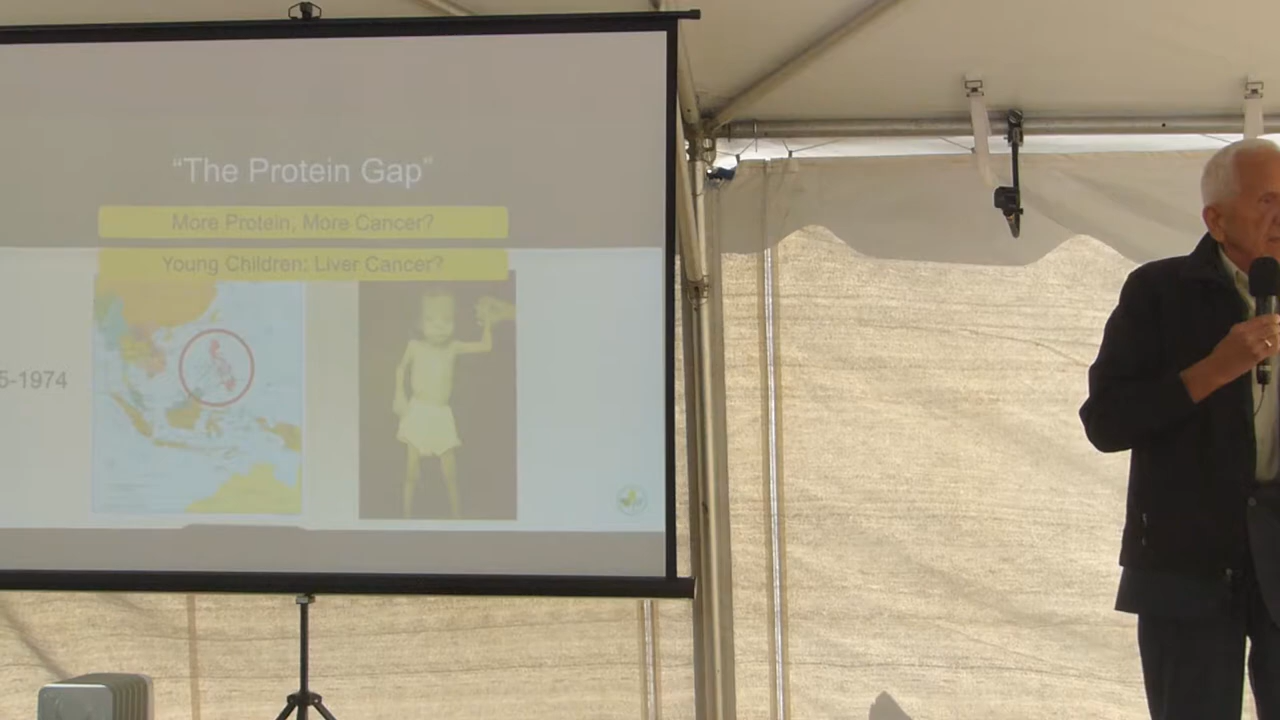 “The Protein Gap”
More Protein, More Cancer?
Young Children: Liver Cancer?
5-1974